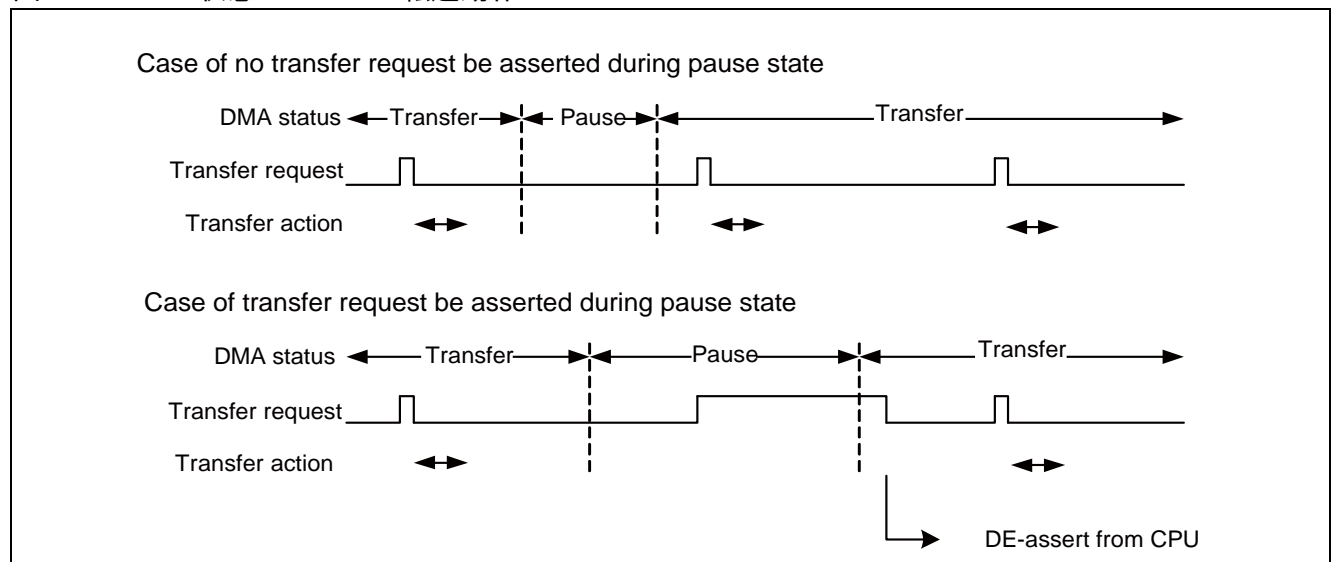 Case of no transfer request be asserted during pause state
DMA status Transfer Pause Transfer
Transfer request
Transfer action
Case of transfer request be asserted during pause state
DMA status Transfer Pause Transfer
Transfer request
Transfer action
DE-assert from CPU